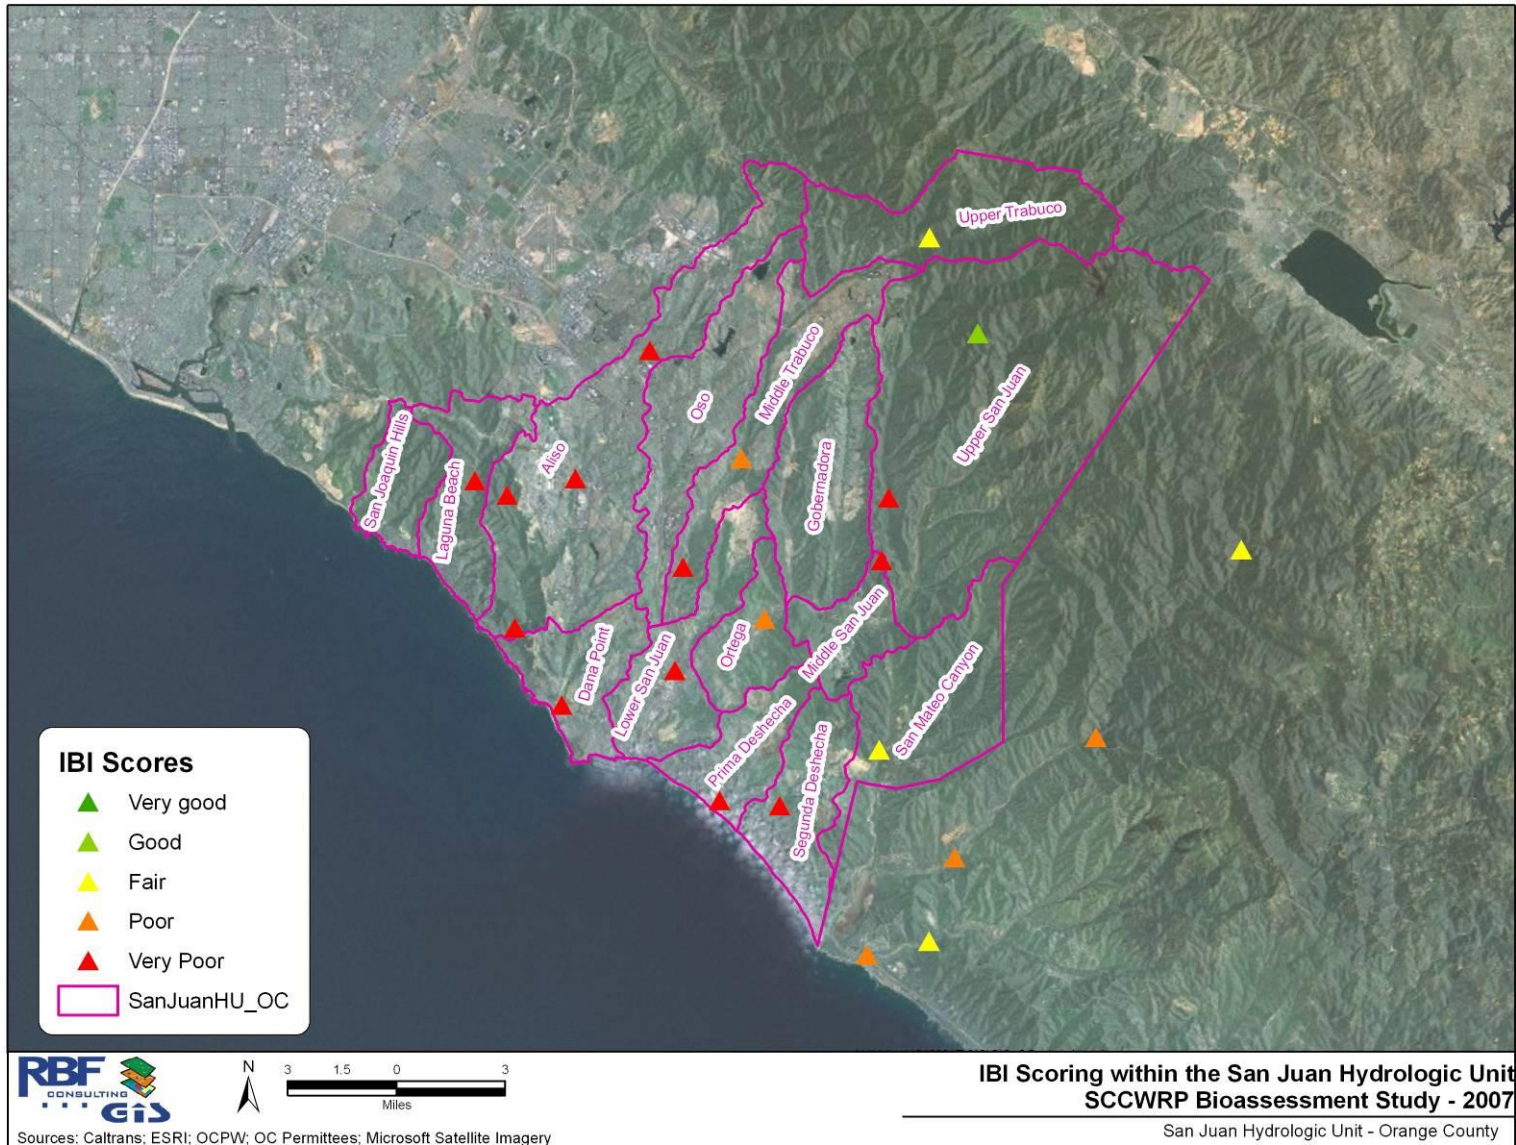 Upper Trabuco
Middle Trabuco
Oso
Upper San Juan
San Joaquin Hills
Laguna Beach
Aliso
Gobernadora
Dana Point
Lower San Juan
Ortega
Middle San Juan
San Mateo Canyon
Prima Deshecha
Segunda Deshecha
IBI Scores
Very good
Good
Fair
Poor
Very Poor
SanJuanHU_OC
RBF
CONSULTING
GIS
N
3 1.5 0 3
Miles
IBI Scoring within the San Juan Hydrologic Unit
SCCWRP Bioassessment Study - 2007
San Juan Hydrologic Unit - Orange County
Sources: Caltrans; ESRI; OCPW; OC Permittees; Microsoft Satellite Imagery